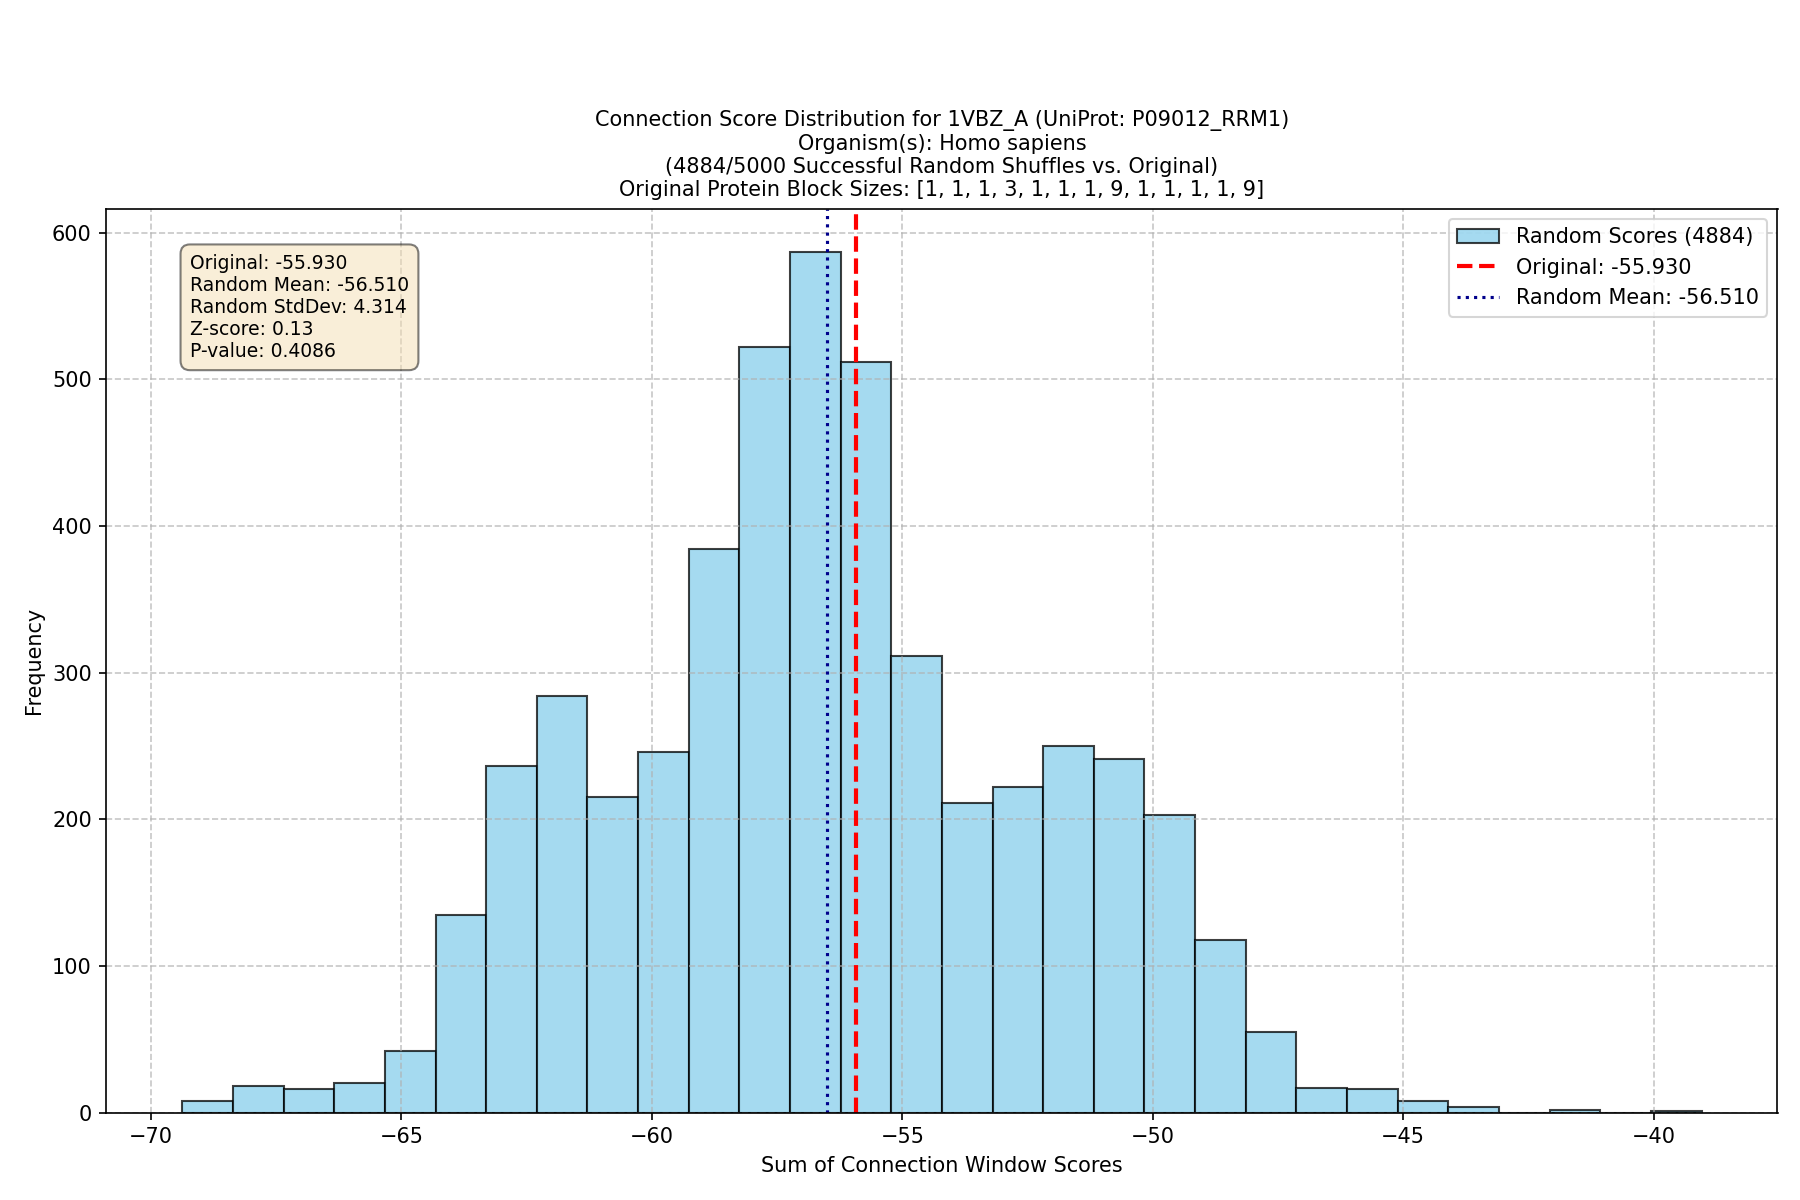 Connection Score Distribution for 1VBZ_A (UniProt: P09012_RRM1)
Organism(s): Homo sapiens
(4884/5000 Successful Random Shuffles vs. Original)
Original Protein Block Sizes: [1, 1, 1, 3, 1, 1, 1, 9, 1, 1, 1, 1, 9]
Original: -55.930
Random Mean: -56.510
Random StdDev: 4.314
Z-score: 0.13
P-value: 0.4086
Random Scores (4884)
Original: -55.930
Random Mean: -56.510
600
500
400
300
200
100
0
Frequency
−70
−65
−60
−55
−50
−45
−40
Sum of Connection Window Scores